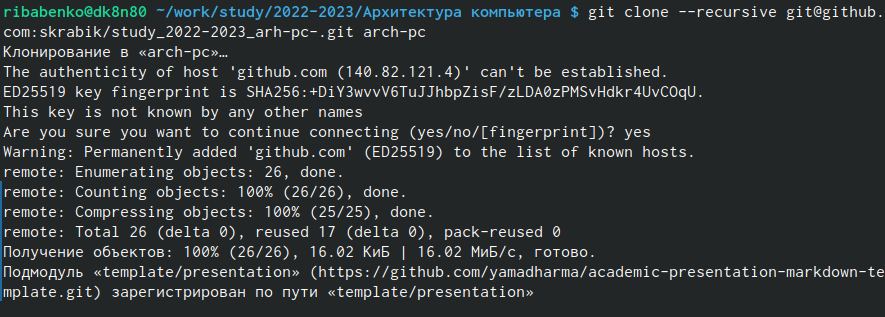 ribabenko@dk8n80 ~/work/study/2022-2023/Архитектура компьютера $ git clone --recursive git@github.
com:skrabik/study_2022-2023_arh-pc-.git arch-pc
Клонирование в «arch-pc»…
The authenticity of host 'github.com (140.82.121.4)' can't be established.
ED25519 key fingerprint is SHA256:+DiY3wvvV6TuJJhbpZisF/zLDA0zPMSvHdkr4UvCOqU.
This key is not known by any other names
Are you sure you want to continue connecting (yes/no/[fingerprint])? yes
Warning: Permanently added 'github.com' (ED25519) to the list of known hosts.
remote: Enumerating objects: 26, done.
remote: Counting objects: 100% (26/26), done.
remote: Compressing objects: 100% (25/25), done.
remote: Total 26 (delta 0), reused 17 (delta 0), pack-reused 0
Получение объектов: 100% (26/26), 16.02 КиБ | 16.02 МиБ/с, готово.
Подмодуль «template/presentation» (https://github.com/yamadharma/academic-presentation-markdown-te
mplate.git) зарегистрирован по пути «template/presentation»